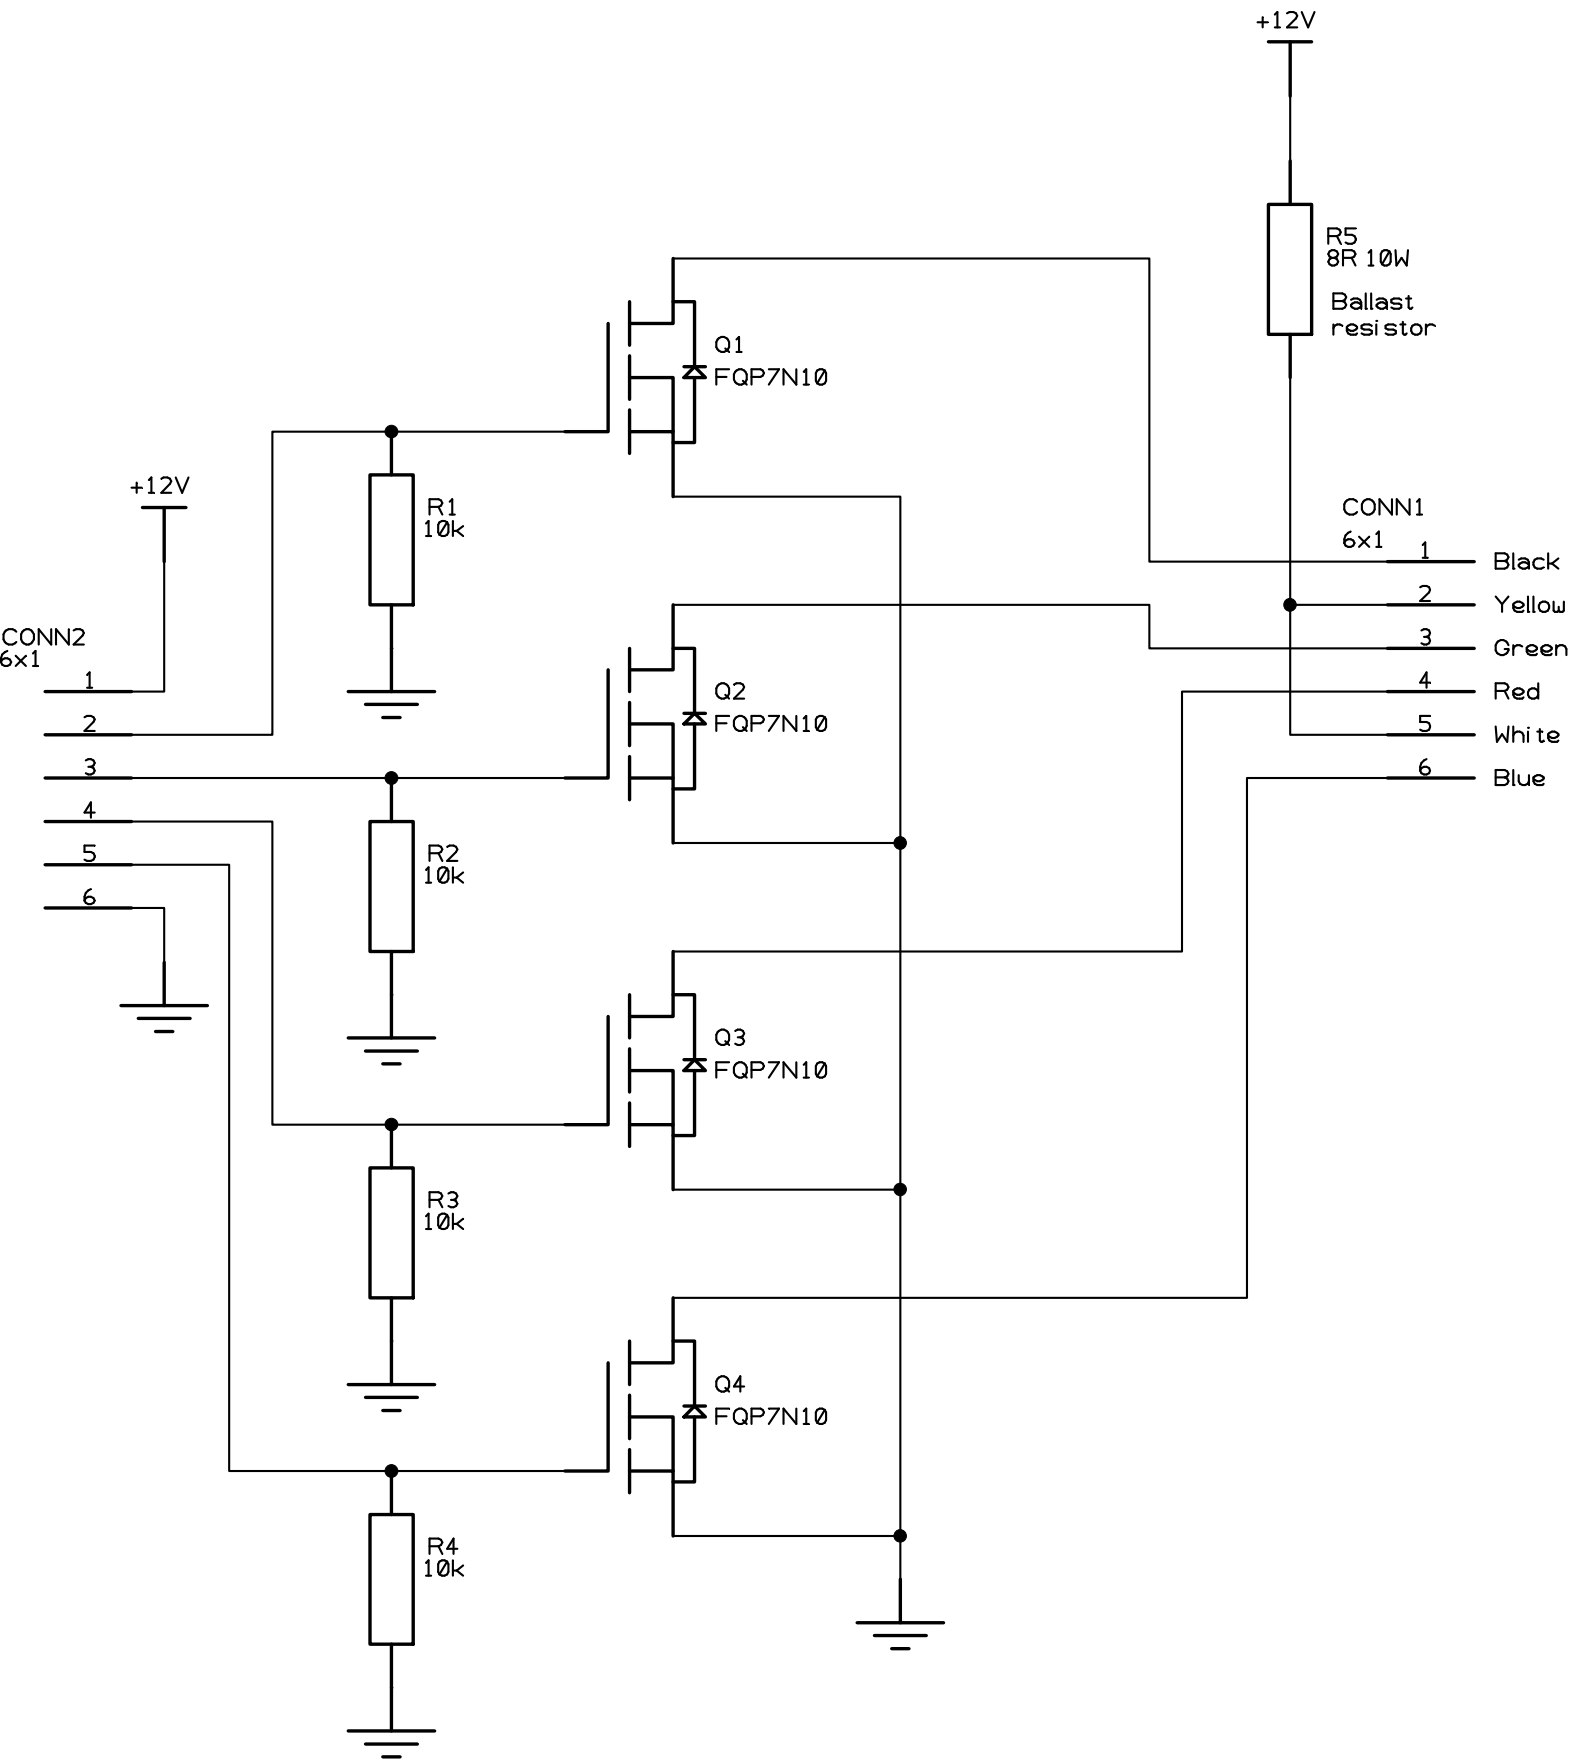 +12V
R5
8R 10W
Ballast
resistor
Q1
FQP7N10
+12V
R1
10k
CONN1
6x1
1 Black
2 Yellow
3 Green
4 Red
5 White
6 Blue
CONN2
6x1
1
2
3
4
5
6
Q2
FQP7N10
R2
10k
Q3
FQP7N10
R3
10k
Q4
FQP7N10
R4
10k